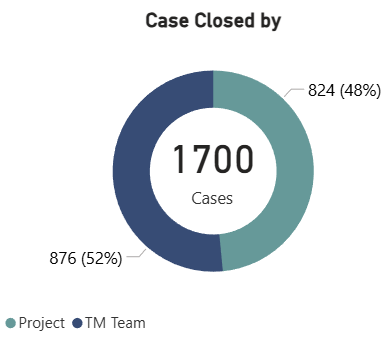 Case Closed by
824 (48%)
1700
Cases
876 (52%)
Project TM Team